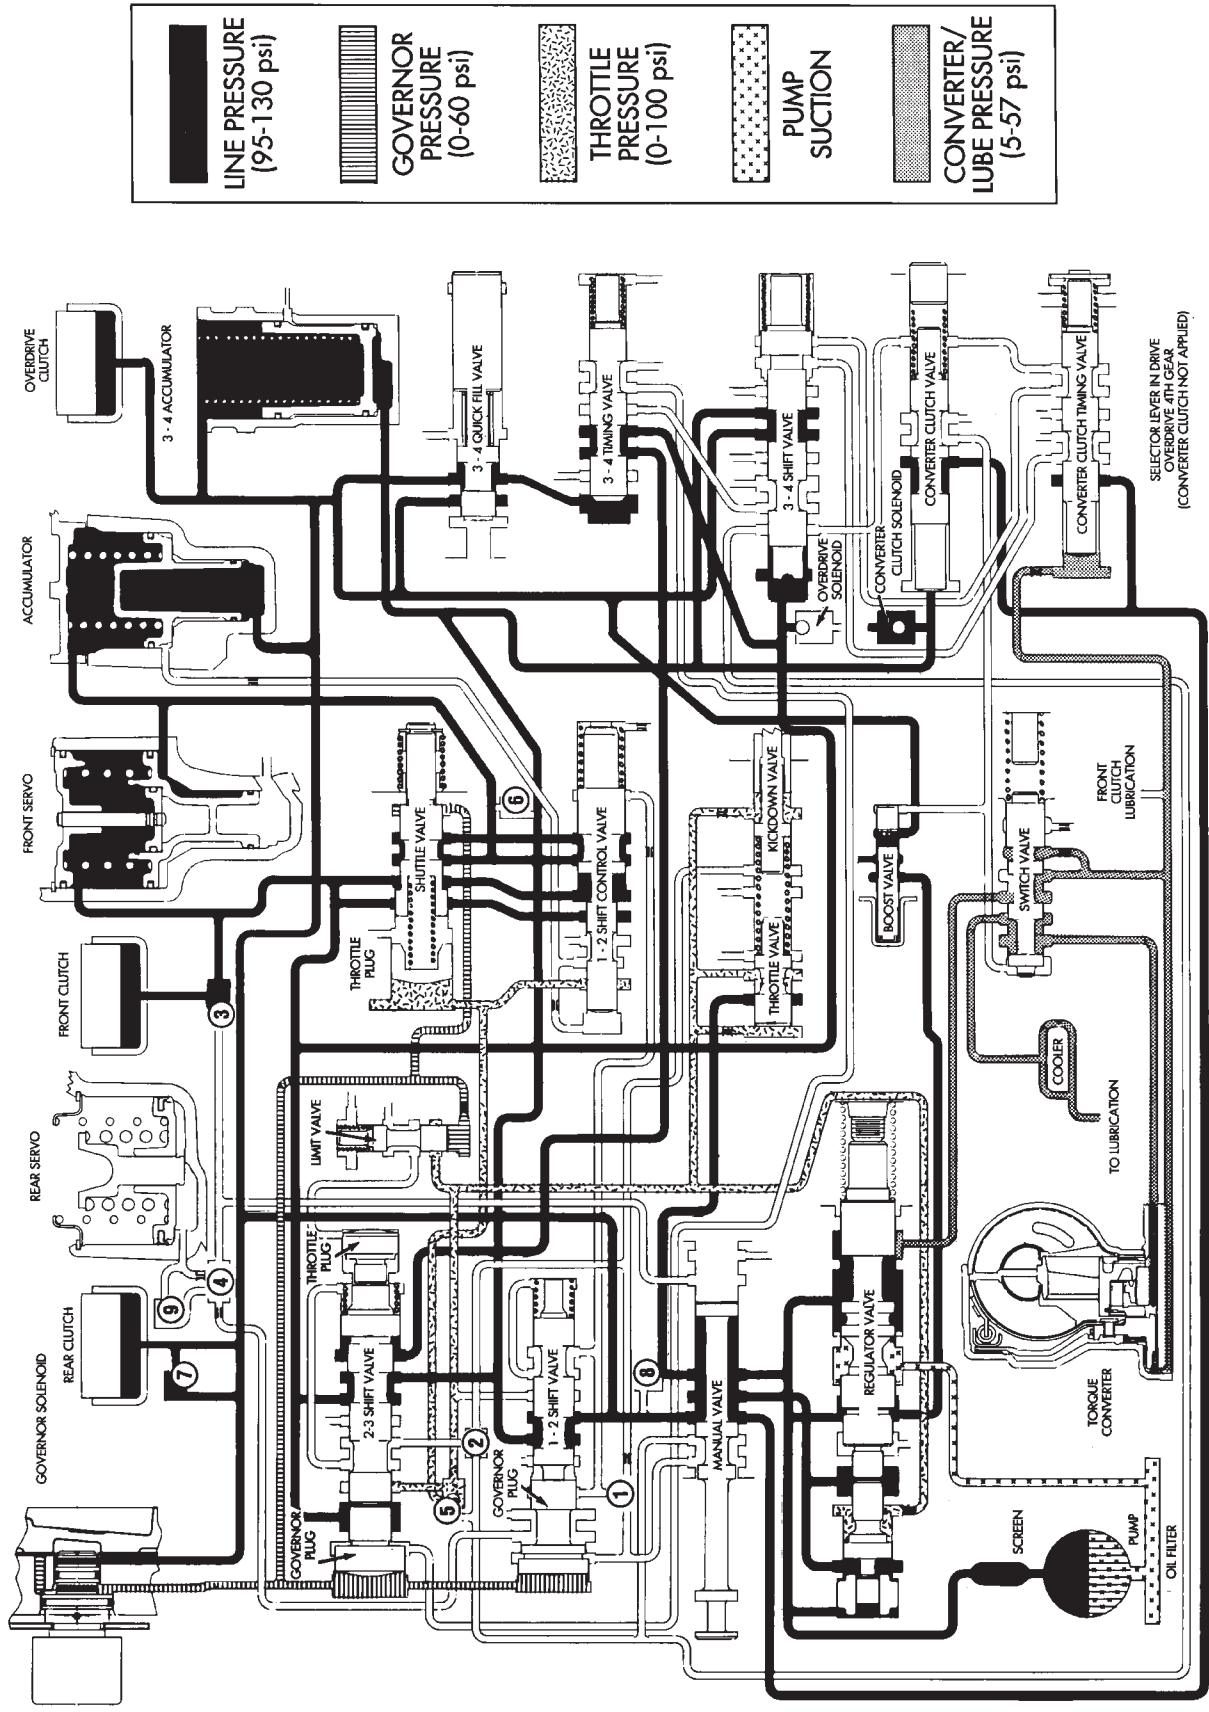 LINE PRESSURE
(95-130 psi)
GOVERNOR
PRESSURE
(0-60 psi)
THROTTLE
PRESSURE
(0-100 psi)
PUMP
SUCTION
CONVERTER/
LUBE PRESSURE
(5-57 psi)
GOVERNOR SOLENOID
REAR CLUTCH
REAR SERVO
FRONT CLUTCH
FRONT SERVO
ACCUMULATOR
OVERDRIVE
CLUTCH
3 - 4 ACCUMULATOR
9
7
4
3
GOVERNOR
PLUG
2-3 SHIFT VALVE
THROTTLE
PLUG
LIMIT VALVE
THROTTLE
PLUG
SHUTTLE VALVE
3 - 4 QUICK FILL VALVE
5
2
6
GOVERNOR
PLUG
1-2 SHIFT VALVE
1 - 2 SHIFT CONTROL VALVE
3 - 4 TIMING VALVE
1
8
MANUAL VALVE
THROTTLE VALVE
KICKDOWN VALVE
3 - 4 SHIFT VALVE
OVERDRIVE
SOLENOID
REGULATOR VALVE
BOOST VALVE
CONVERTER
CLUTCH SOLENOID
CONVERTER CLUTCH VALVE
SCREEN
PUMP
OIL FILTER
TORQUE
CONVERTER
COOLER
TO LUBRICATION
SWITCH VALVE
FRONT
CLUTCH
LUBRICATION
CONVERTER CLUTCH TIMING VALVE
SELECTOR LEVER IN DRIVE
OVERDRIVE 4TH GEAR
(CONVERTER CLUTCH NOT APPLIED)